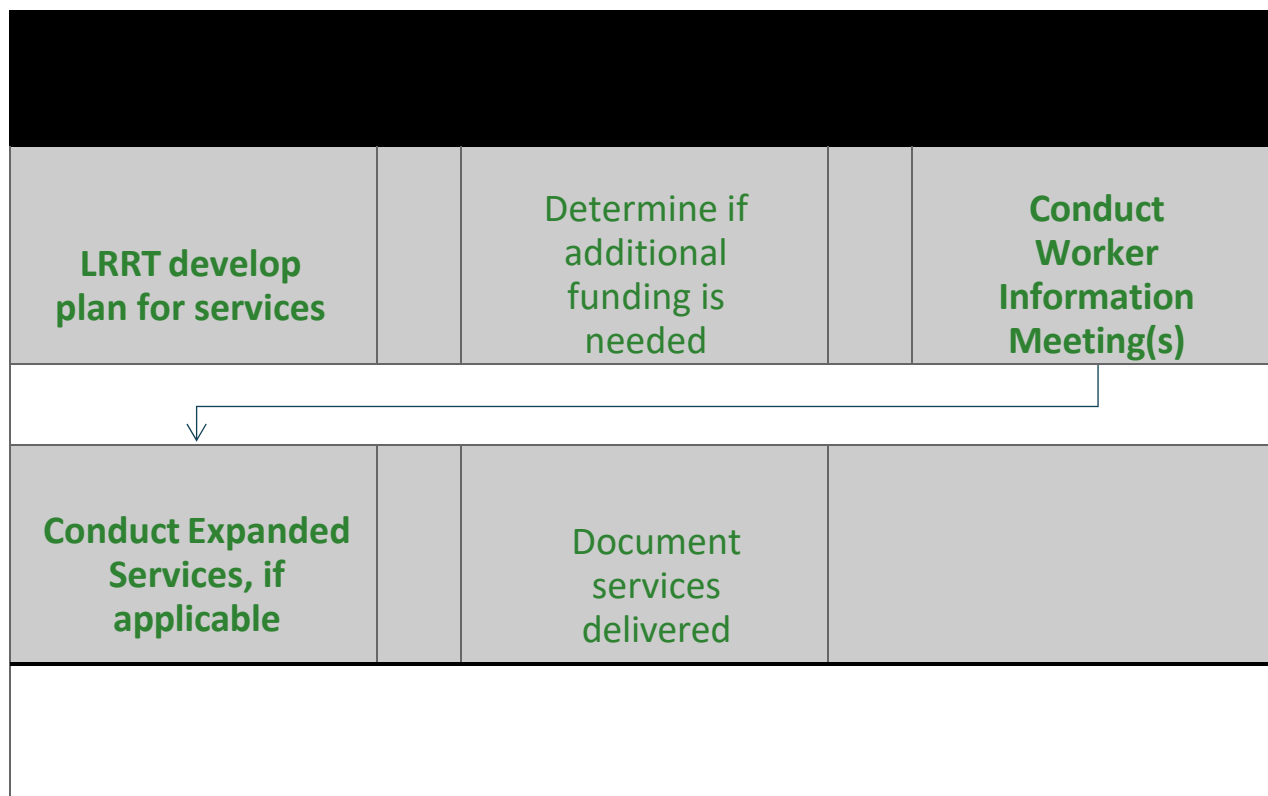 LRRT develop
plan for services
Determine if
additional
funding is
needed
Conduct
Worker
Information
Meeting(s)
Conduct Expanded
Services, if
applicable
Document
services
delivered